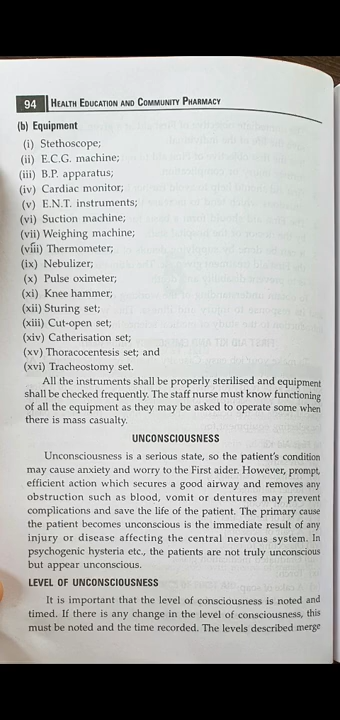 94 HEALTH EDUCATION AND COMMUNITY PHARMACY
(b) Equipment
(i) Stethoscope;
(ii) E.C.G. machine;
(iii) B.P. apparatus;
(iv) Cardiac monitor;
(v) E.N.T. instruments;
(vi) Suction machine;
(vii) Weighing machine;
(viii) Thermometer;
(ix) Nebulizer;
(x) Pulse oximeter;
(xi) Knee hammer;
(xii) Sturing set;
(xiii) Cut-open set;
(xiv) Catherisation set;
(xv) Thoracocentesis set; and
(xvi) Tracheostomy set.
All the instruments shall be properly sterilised and equipment
shall be checked frequently. The staff nurse must know functioning
of all the equipment as they may be asked to operate some when
there is mass casualty.
UNCONSCIOUSNESS
Unconsciousness is a serious state, so the patient's condition
may cause anxiety and worry to the First aider. However, prompt,
efficient action which secures a good airway and removes any
obstruction such as blood, vomit or dentures may prevent
complications and save the life of the patient. The primary cause
the patient becomes unconscious is the immediate result of any
injury or disease affecting the central nervous system. In
psychogenic hysteria etc., the patients are not truly unconscious
but appear unconscious.
LEVEL OF UNCONSCIOUSNESS
It is important that the level of consciousness is noted and
timed. If there is any change in the level of consciousness, this
must be noted and the time recorded. The levels described merge